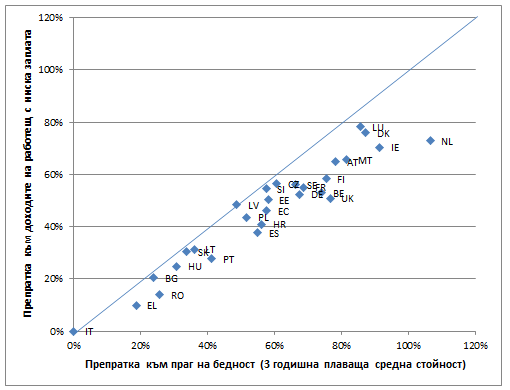 120%
100%
80%
60%
40%
20%
0%
Препратка към доходите на работещ с ниска заплата
LU
DK
NL
IE
AT
MT
FI
CZ
SE
FR
SI
DE
BE
UK
EE
LV
EC
PL
HR
ES
LT
SK
PT
HU
BG
RO
EL
IT
0%
20%
40%
60%
80%
100%
120%
Препратка към праг на бедност (3 годишна плаваща средна стойност)